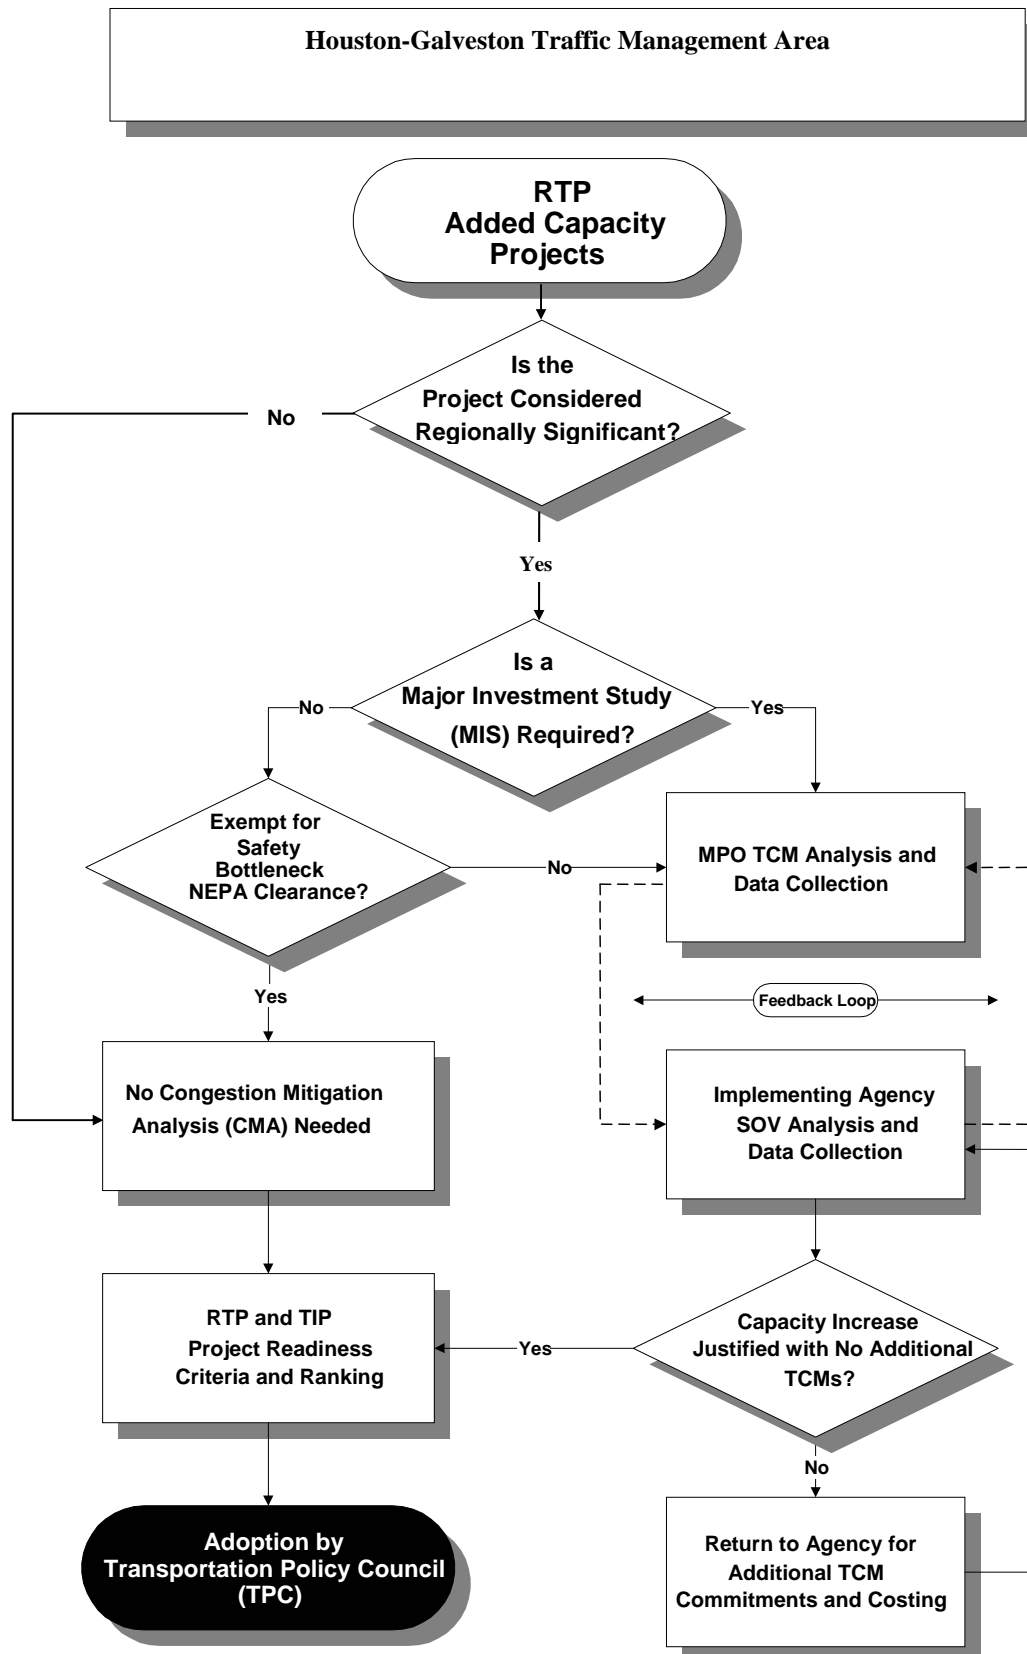 Houston-Galveston Traffic Management Area
RTP
Added Capacity
Projects
Is the
Project Considered
Regionally Significant?
No
Yes
Is a
Major Investment Study
(MIS) Required?
No
Yes
Exempt for
Safety
Bottleneck
NEPA Clearance?
No
MPO TCM Analysis and
Data Collection
Yes
Feedback Loop
No Congestion Mitigation
Analysis (CMA) Needed
Implementing Agency
SOV Analysis and
Data Collection
RTP and TIP
Project Readiness
Criteria and Ranking
Yes
Capacity Increase
Justified with No Additional
TCMs?
No
Adoption by
Transportation Policy Council
(TPC)
Return to Agency for
Additional TCM
Commitments and Costing